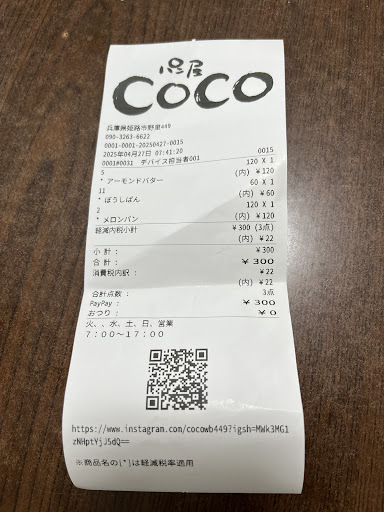 呂屋
COCO
兵庫県姫路市野里449
090-3263-6622
0001-0001-20250427-0015
2025年04月27日 07:41:20 0015
0001#0031 デバイス担当者001
5 120 X 1
* アーモンドバター (内) ¥120
11 60 X 1
* ぼうしぱん (内) ¥60
2 120 X 1
* メロンパン (内) ¥120
軽減内税小計 ¥300 (3点)
(内) ¥22
小計: ¥300
合計: ¥300
消費税内訳: ¥22
(内) ¥22
合計点数: 3点
PayPay: ¥300
おつり: ¥0
火、、水、土、日、営業
7:00〜17:00
https://www.instagram.com/cocowb449?igsh=MWk3MG1
zNHptYjJ5dQ==
※商品名の(*)は軽減税率適用